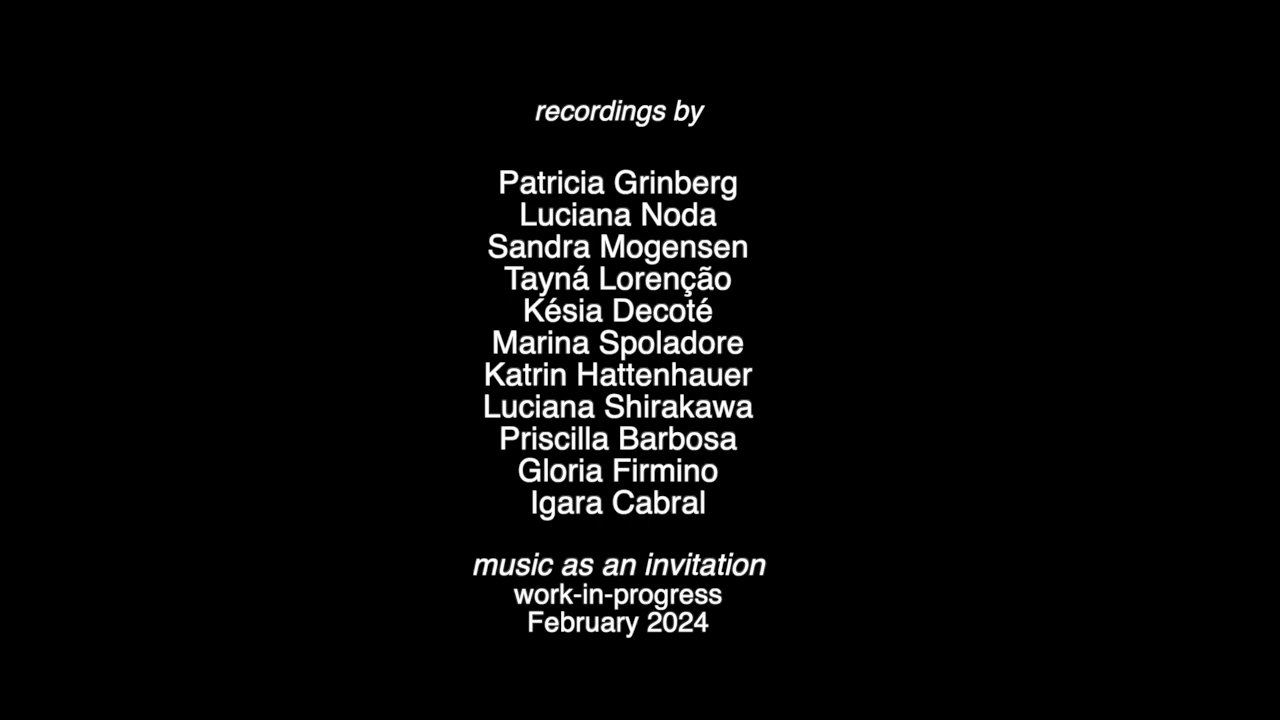 recordings by
Patricia Grinberg
Luciana Noda
Sandra Mogensen
Tayná Lorenção
Késia Decoté
Marina Spoladore
Katrin Hattenhauer
Luciana Shirakawa
Priscilla Barbosa
Gloria Firmino
Igara Cabral
music as an invitation
work-in-progress
February 2024